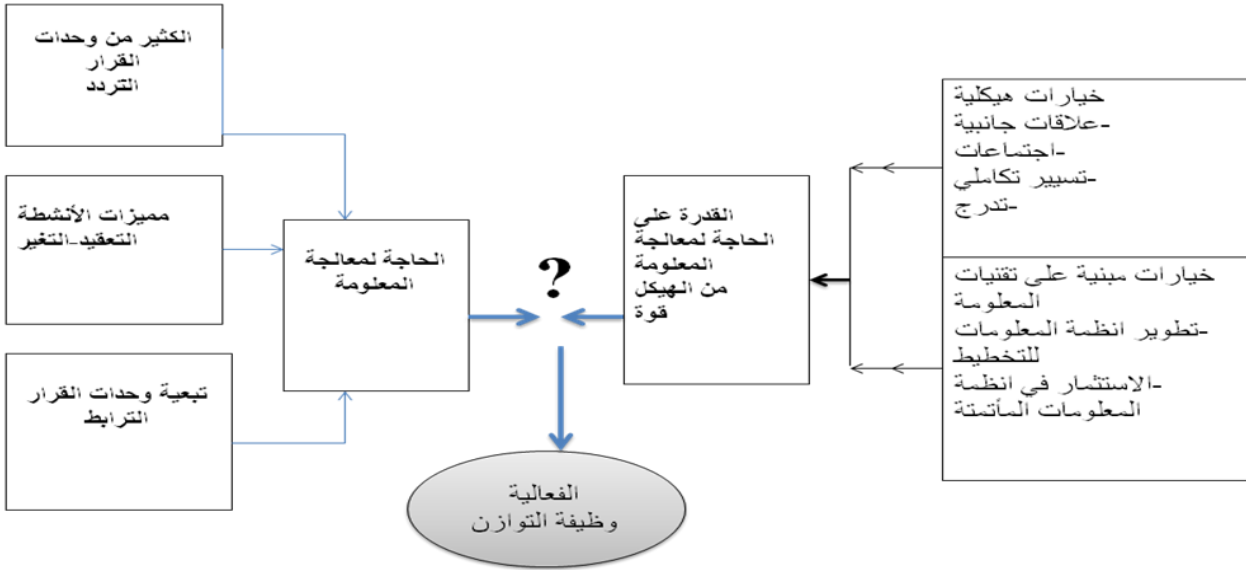 الكثير من وحدات
القرار
التردد
مميزات الأنشطة
التعقيد-التغير
تبعية وحدات القرار
الترابط
الحاجة لمعالجة
المعلومة
?
القدرة على
الحاجة لمعالجة
المعلومة
من الهيكل
قوة
خيارات هيكلية
-علاقات جانبية
-اجتماعات
-تسيير تكاملي
-تدرج
خيارات مبنية على تقنيات
المعلومة
-تطوير انظمة المعلومات
للتخطيط
-الاستثمار في انظمة
المعلومات المأتمتة
الفعالية
وظيفة التوازن